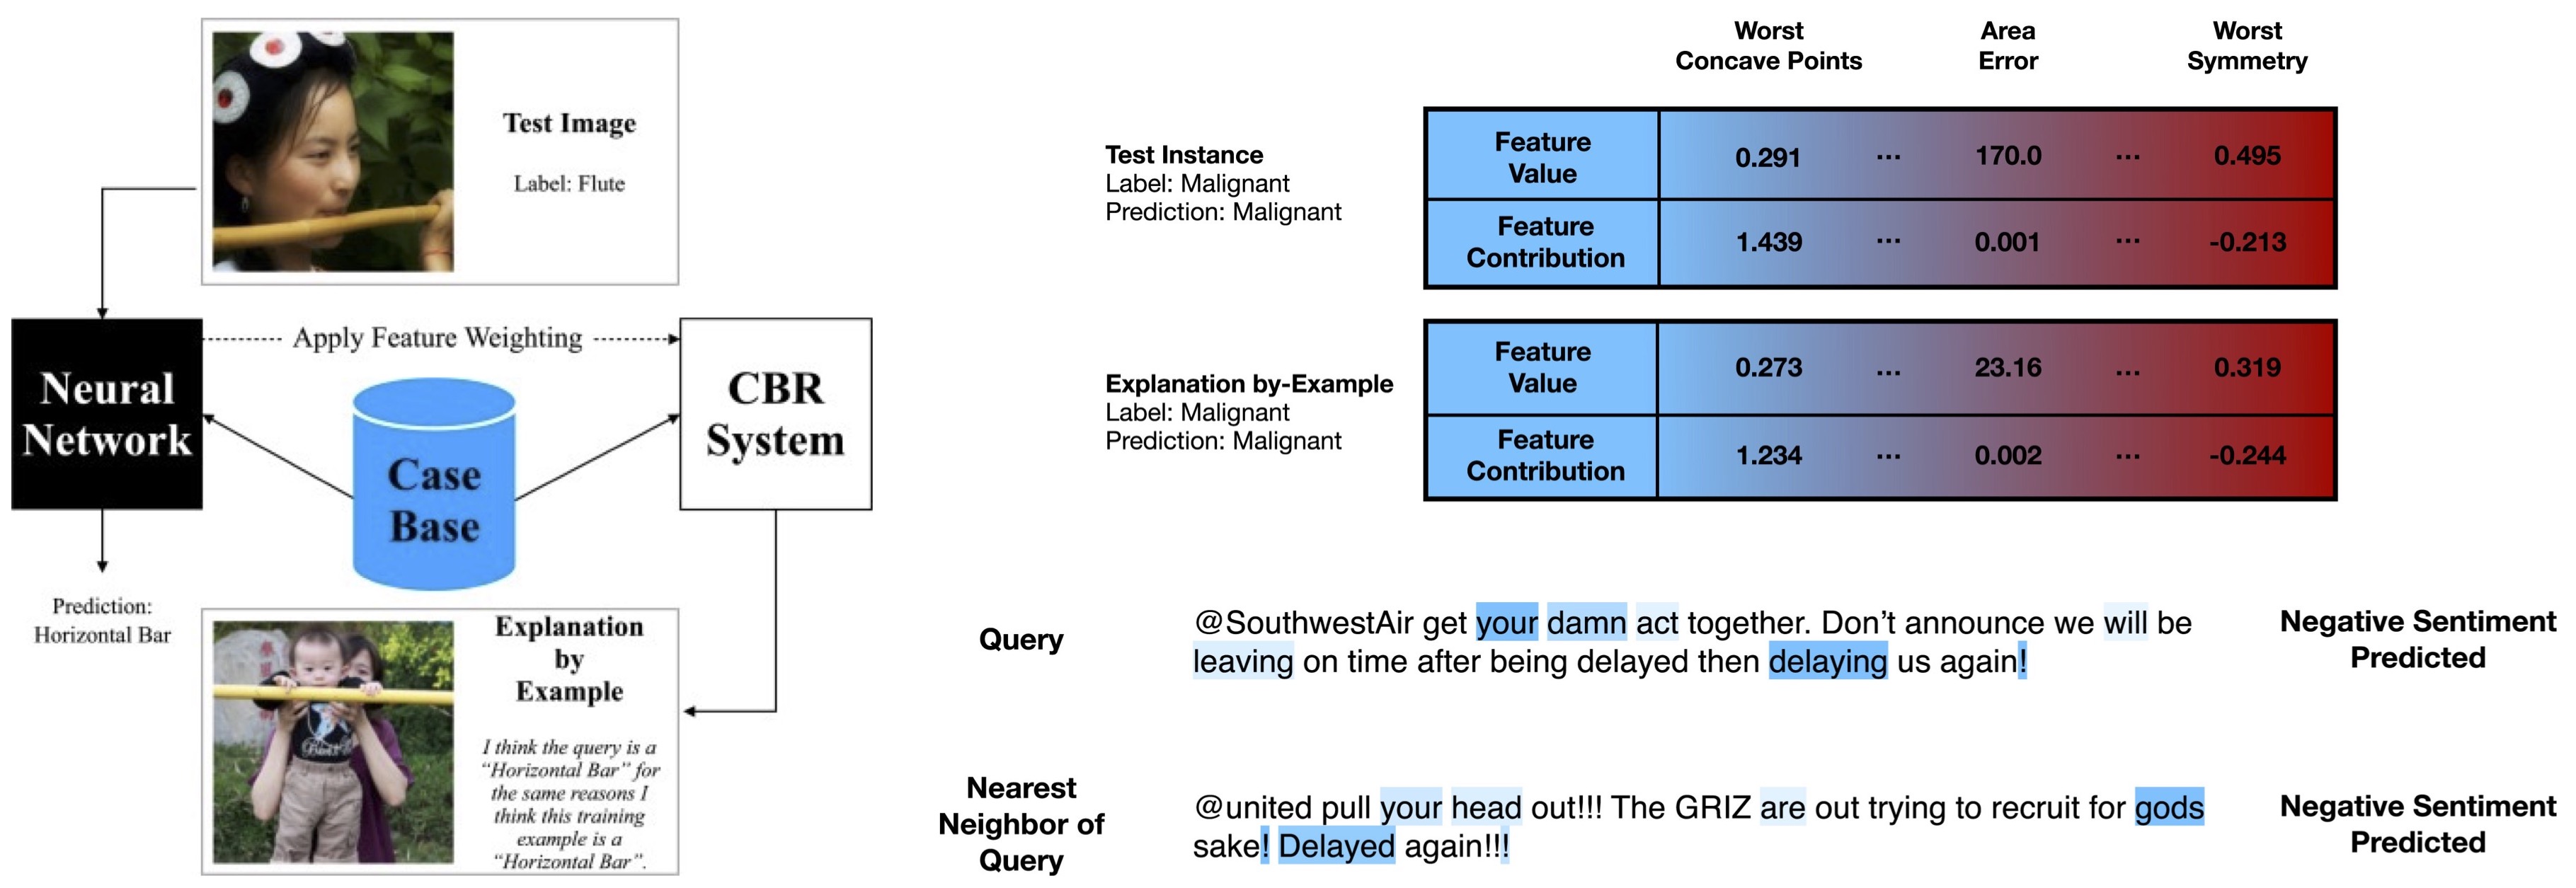 Test Image
Label: Flute
Apply Feature Weighting
Neural
Network
Case
Base
CBR
System
Prediction:
Horizontal Bar
Explanation
by
Example
I think the query is a
“Horizontal Bar” for
the same reasons I
think this training
example is a
“Horizontal Bar”.
Worst
Concave Points
Area
Error
Worst
Symmetry
Test Instance
Label: Malignant
Prediction: Malignant
Feature
Value
0.291 ... 170.0 ... 0.495
Feature
Contribution
1.439 ... 0.001 ... -0.213
Explanation by-Example
Label: Malignant
Prediction: Malignant
Feature
Value
0.273 ... 23.16 ... 0.319
Feature
Contribution
1.234 ... 0.002 ... -0.244
Query
@SouthwestAir get your damn act together. Don’t announce we will be
leaving on time after being delayed then delaying us again!
Negative Sentiment
Predicted
Nearest
Neighbor of
Query
@united pull your head out!!! The GRIZ are out trying to recruit for gods
sake! Delayed again!!!
Negative Sentiment
Predicted